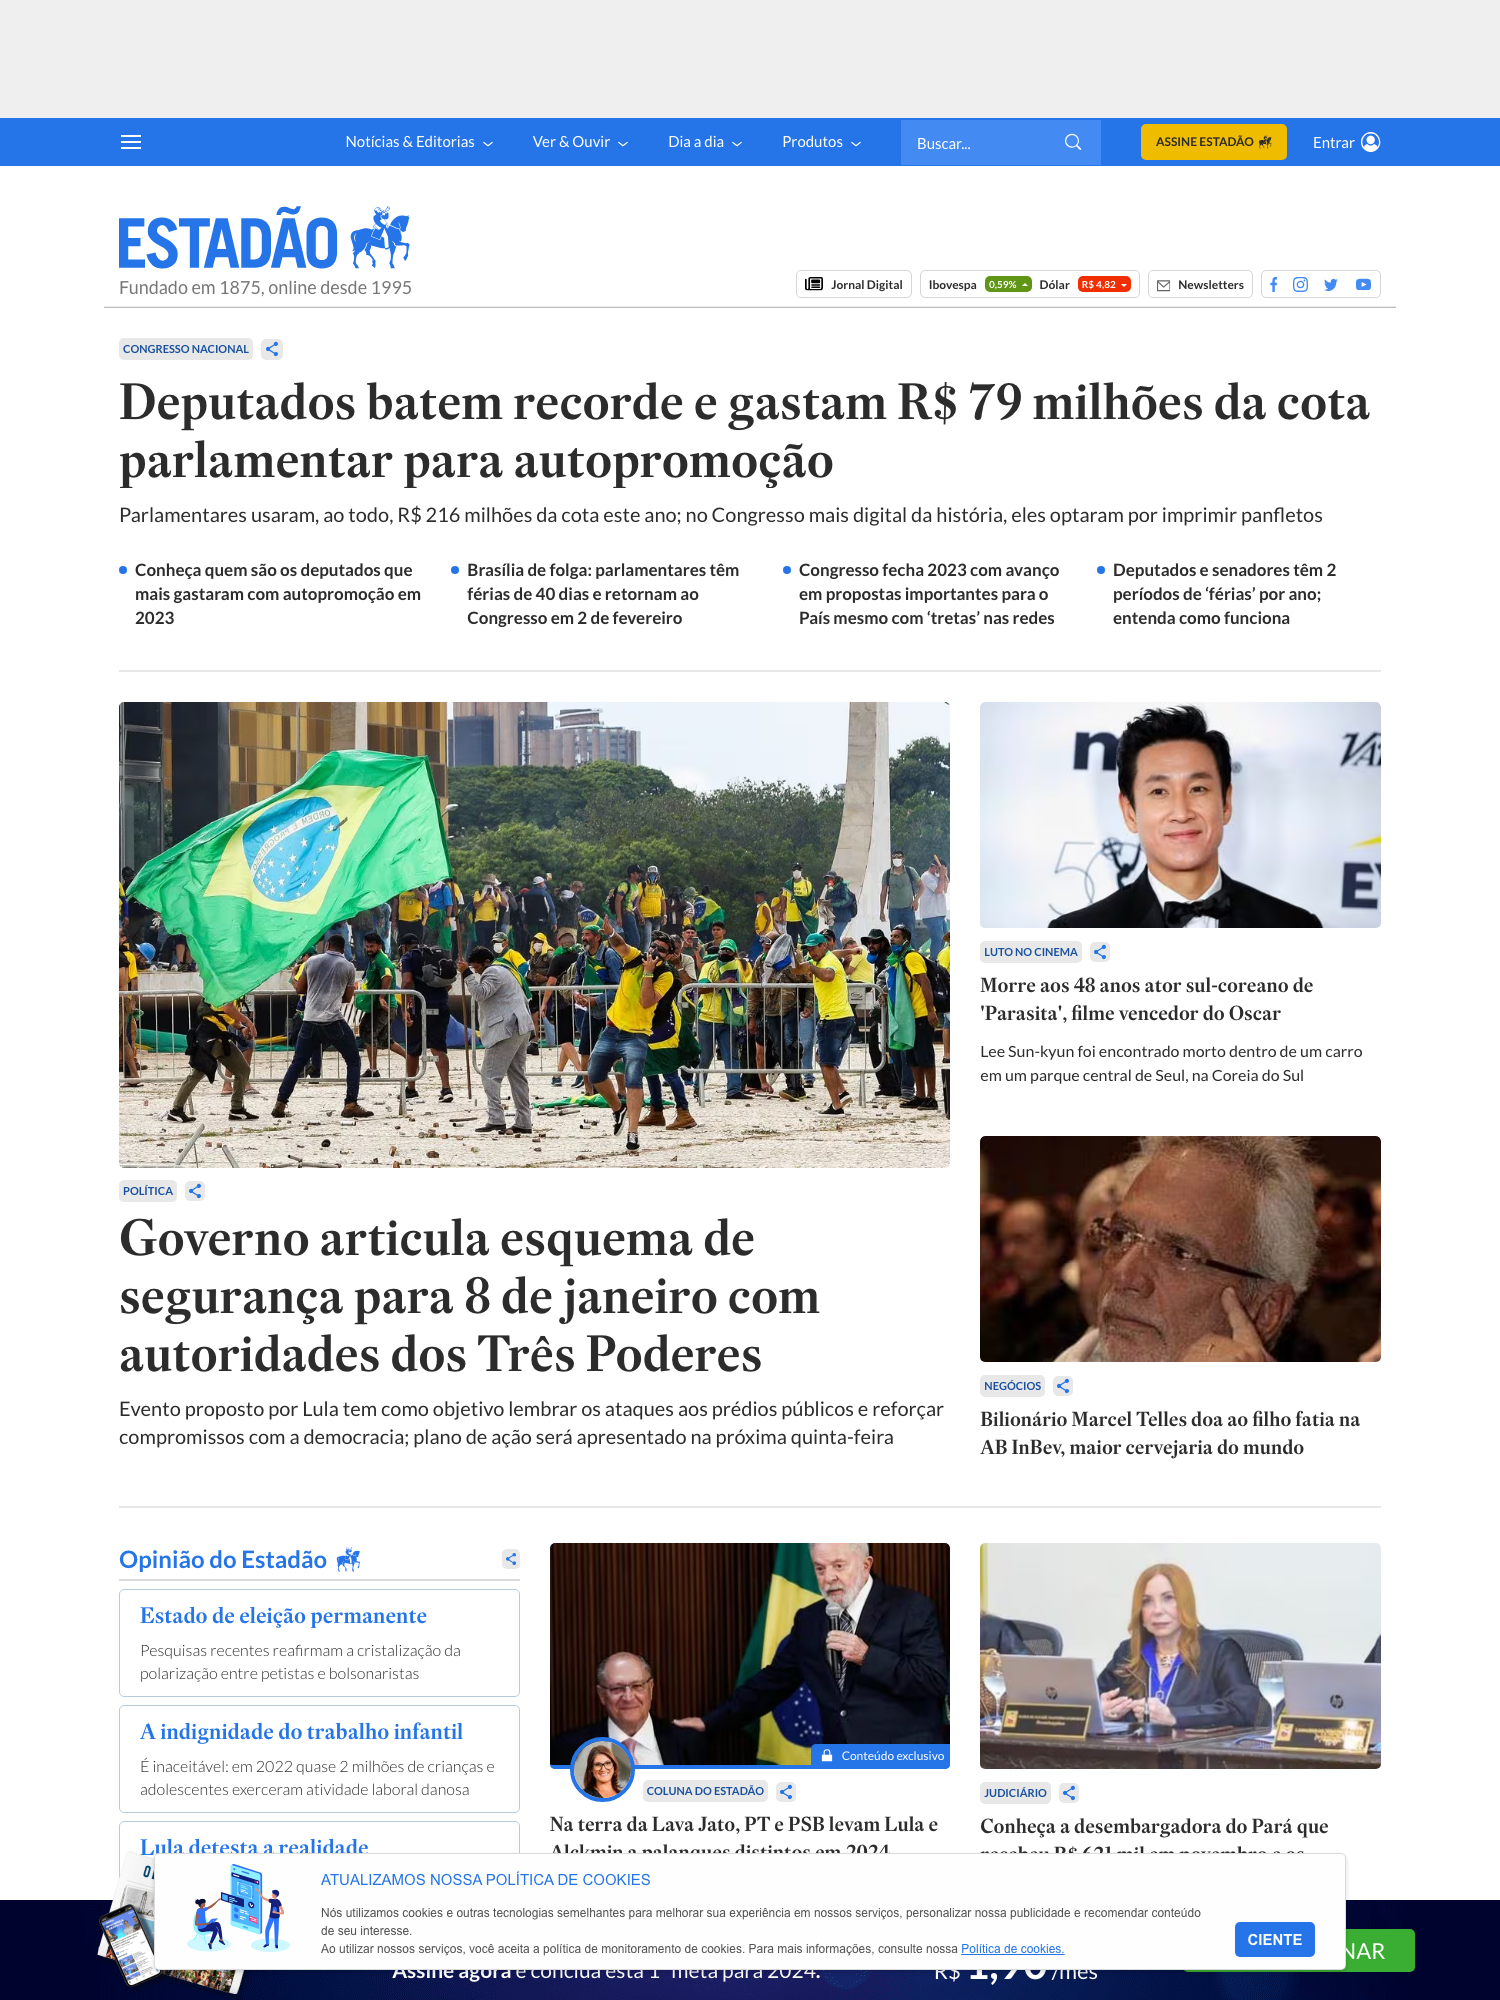 Notícias & Editorias
Ver & Ouvir
Dia a dia
Produtos
Buscar...
ASSINE ESTADÃO
Entrar
ESTADÃO
Fundado em 1875, online desde 1995
Jornal Digital
Ibovespa 0,59%
Dólar R$ 4,82
Newsletters
CONGRESSO NACIONAL
Deputados batem recorde e gastam R$ 79 milhões da cota
parlamentar para autopromoção
Parlamentares usaram, ao todo, R$ 216 milhões da cota este ano; no Congresso mais digital da história, eles optaram por imprimir panfletos
Conheça quem são os deputados que
mais gastaram com autopromoção em
2023
Brasília de folga: parlamentares têm
férias de 40 dias e retornam ao
Congresso em 2 de fevereiro
Congresso fecha 2023 com avanço
em propostas importantes para o
País mesmo com ‘tretas’ nas redes
Deputados e senadores têm 2
períodos de ‘férias’ por ano;
entenda como funciona
POLÍTICA
Governo articula esquema de
segurança para 8 de janeiro com
autoridades dos Três Poderes
Evento proposto por Lula tem como objetivo lembrar os ataques aos prédios públicos e reforçar
compromissos com a democracia; plano de ação será apresentado na próxima quinta-feira
LUTO NO CINEMA
Morre aos 48 anos ator sul-coreano de
'Parasita', filme vencedor do Oscar
Lee Sun-kyun foi encontrado morto dentro de um carro
em um parque central de Seul, na Coreia do Sul
NEGÓCIOS
Bilionário Marcel Telles doa ao filho fatia na
AB InBev, maior cervejaria do mundo
Opinião do Estadão
Estado de eleição permanente
Pesquisas recentes reafirmam a cristalização da
polarização entre petistas e bolsonaristas
A indignidade do trabalho infantil
É inaceitável: em 2022 quase 2 milhões de crianças e
adolescentes exerceram atividade laboral danosa
Lula detesta a realidade
Conteúdo exclusivo
COLUNA DO ESTADÃO
Na terra da Lava Jato, PT e PSB levam Lula e
Alckmin a palanques distintos em 2024
JUDICIÁRIO
Conheça a desembargadora do Pará que
recebeu R$ 621 mil em novembro e os
ATUALIZAMOS NOSSA POLÍTICA DE COOKIES
Nós utilizamos cookies e outras tecnologias semelhantes para melhorar sua experiência em nossos serviços, personalizar nossa publicidade e recomendar conteúdo
de seu interesse.
Ao utilizar nossos serviços, você aceita a política de monitoramento de cookies. Para mais informações, consulte nossa Política de cookies.
CIENTE
Assine agora e conclua esta 1ª meta para 2024.
R$ 1,90 /mês
NAR